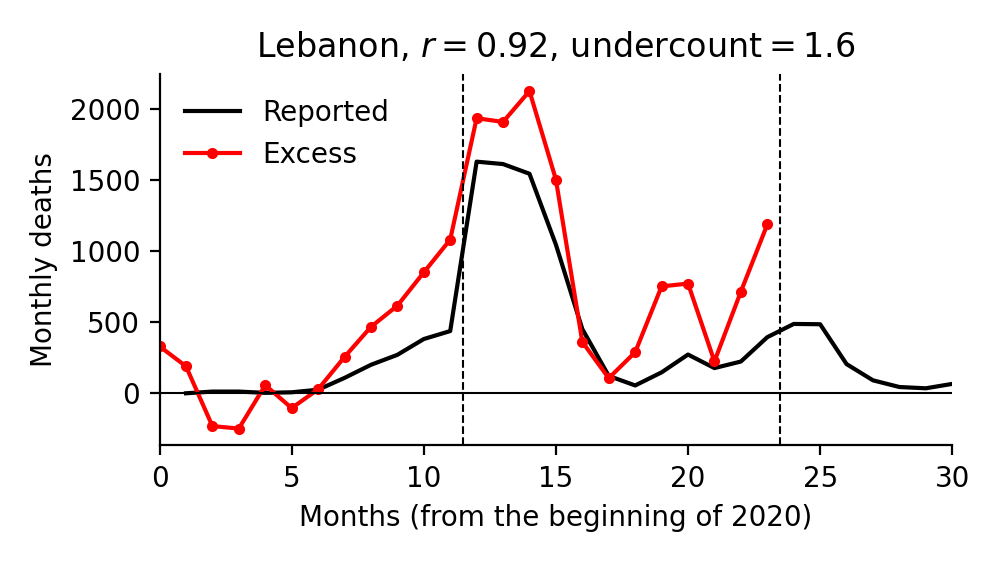 Lebanon, r = 0.92, undercount = 1.6
Reported
Excess
Monthly deaths
2000
1500
1000
500
0
0 5 10 15 20 25 30
Months (from the beginning of 2020)